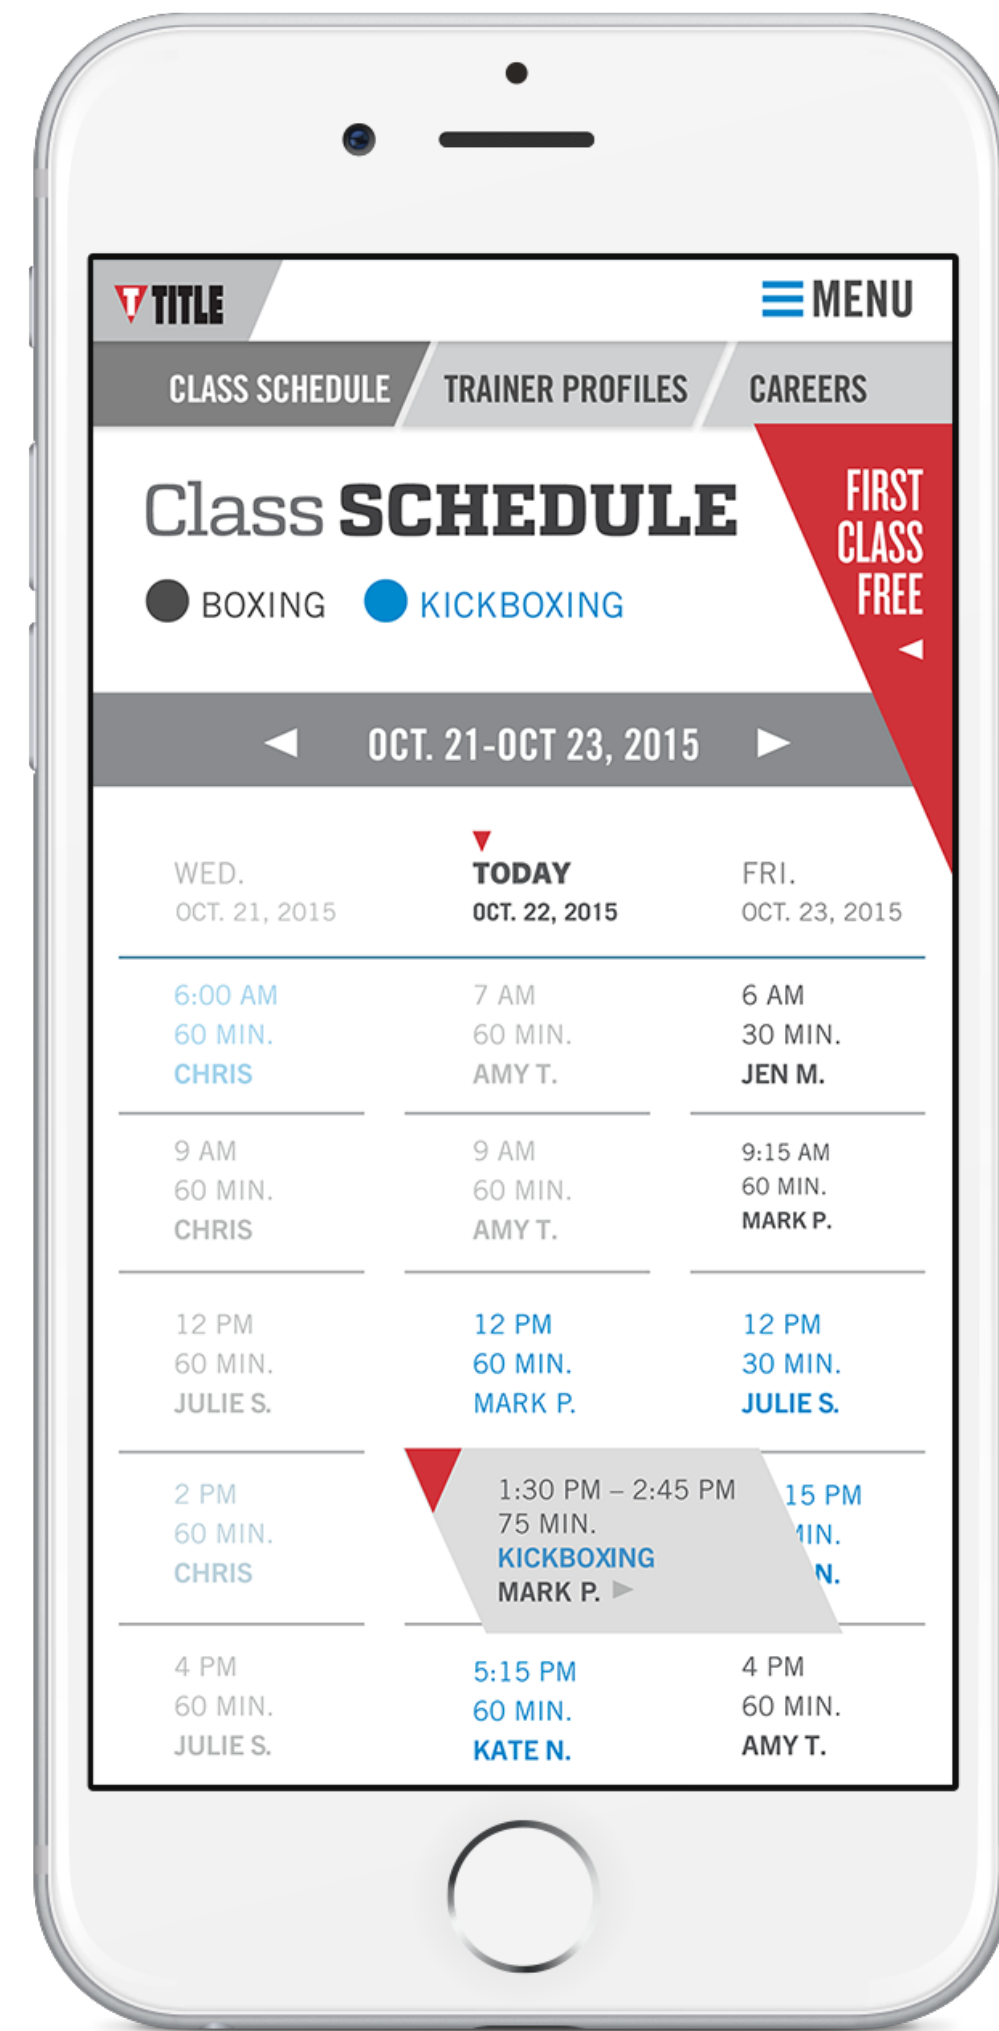 T TITLE
MENU
CLASS SCHEDULE
TRAINER PROFILES
CAREERS
Class SCHEDULE
FIRST
CLASS
FREE
BOXING
KICKBOXING
OCT. 21-OCT 23, 2015
WED.
OCT. 21, 2015
TODAY
OCT. 22, 2015
FRI.
OCT. 23, 2015
6:00 AM
60 MIN.
CHRIS
7 AM
60 MIN.
AMY T.
6 AM
30 MIN.
JEN M.
9 AM
60 MIN.
CHRIS
9 AM
60 MIN.
AMY T.
9:15 AM
60 MIN.
MARK P.
12 PM
60 MIN.
JULIE S.
12 PM
60 MIN.
MARK P.
12 PM
30 MIN.
JULIE S.
2 PM
60 MIN.
CHRIS
1:30 PM – 2:45 PM
75 MIN.
KICKBOXING
MARK P.
15 PM
N.
4 PM
60 MIN.
JULIE S.
5:15 PM
60 MIN.
KATE N.
4 PM
60 MIN.
AMY T.